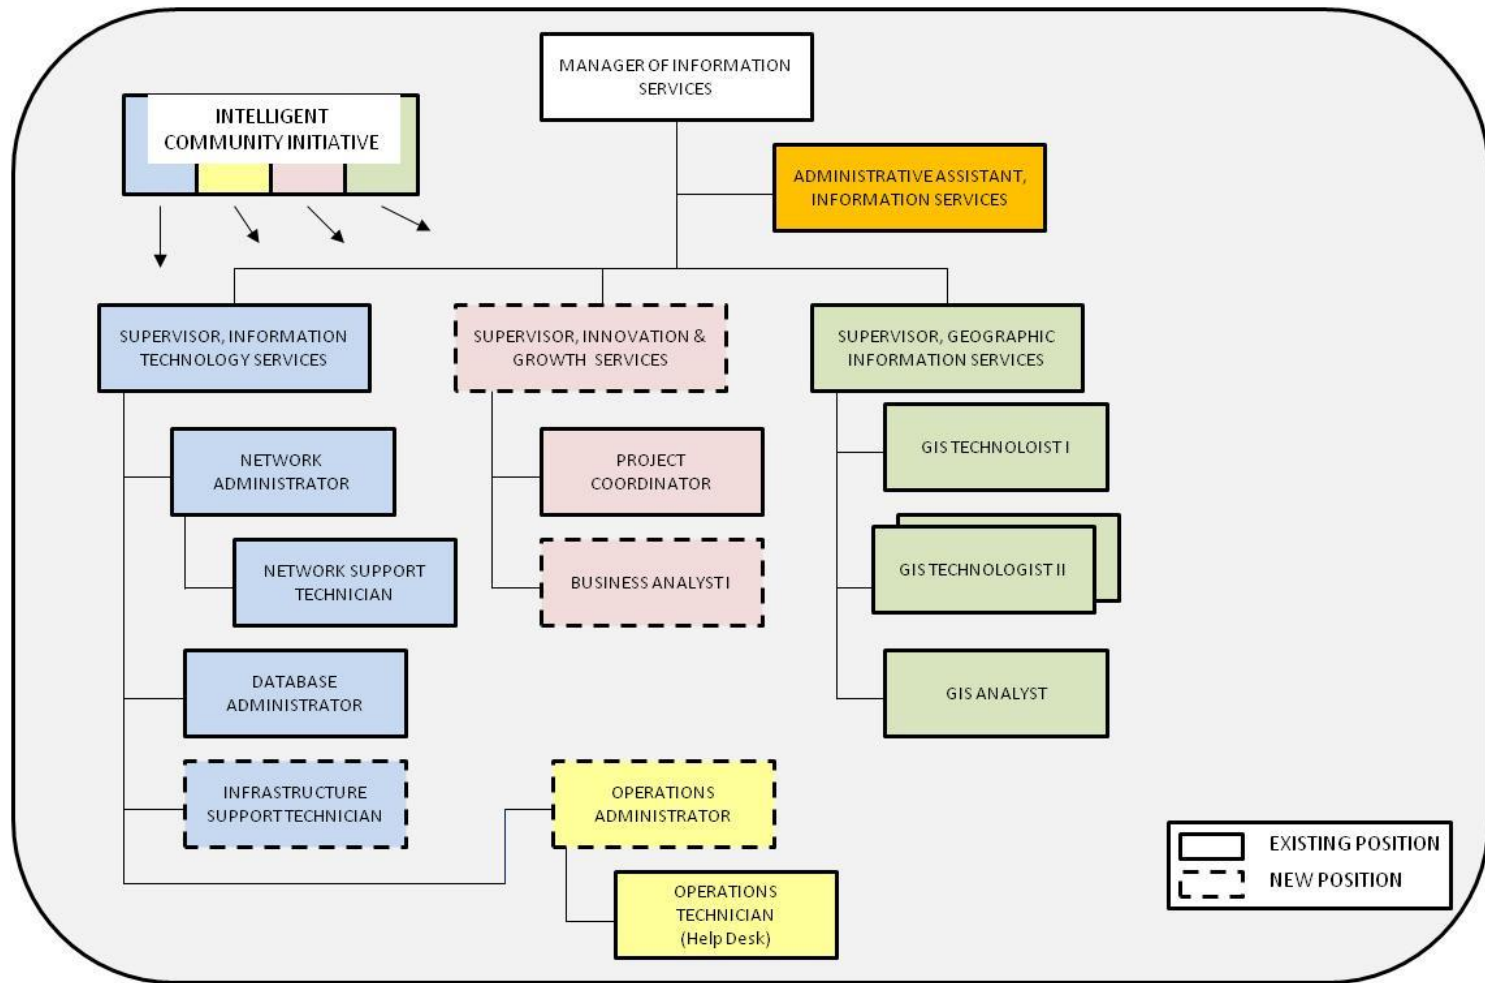 MANAGER OF INFORMATION
SERVICES
INTELLIGENT
COMMUNITY INITIATIVE
ADMINISTRATIVE ASSISTANT,
INFORMATION SERVICES
SUPERVISOR, INFORMATION
TECHNOLOGY SERVICES
SUPERVISOR, INNOVATION &
GROWTH SERVICES
SUPERVISOR, GEOGRAPHIC
INFORMATION SERVICES
NETWORK
ADMINISTRATOR
NETWORK SUPPORT
TECHNICIAN
DATABASE
ADMINISTRATOR
INFRASTRUCTURE
SUPPORT TECHNICIAN
PROJECT
COORDINATOR
BUSINESS ANALYST I
OPERATIONS
ADMINISTRATOR
OPERATIONS
TECHNICIAN
(Help Desk)
GIS TECHNOLOIST I
GIS TECHNOLOGIST II
GIS ANALYST
EXISTING POSITION
NEW POSITION